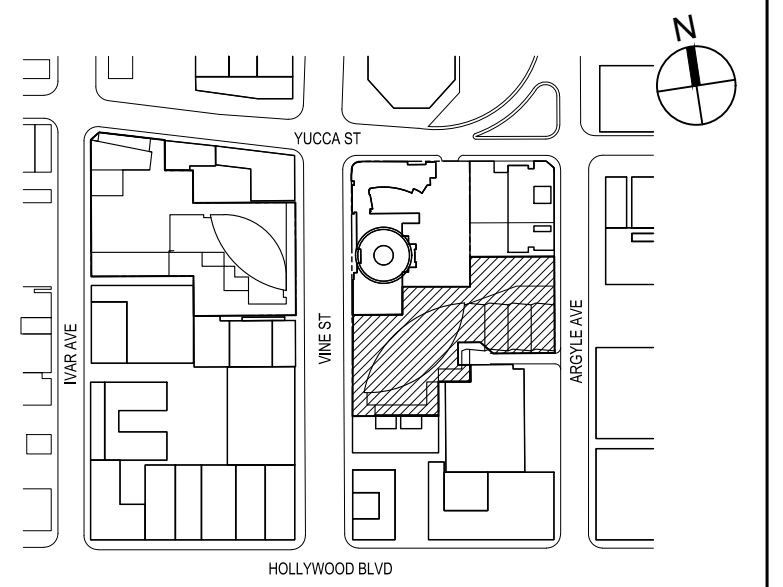 N
YUCCA ST
IVAR AVE
VINE ST
ARGYLE AVE
HOLLYWOOD BLVD